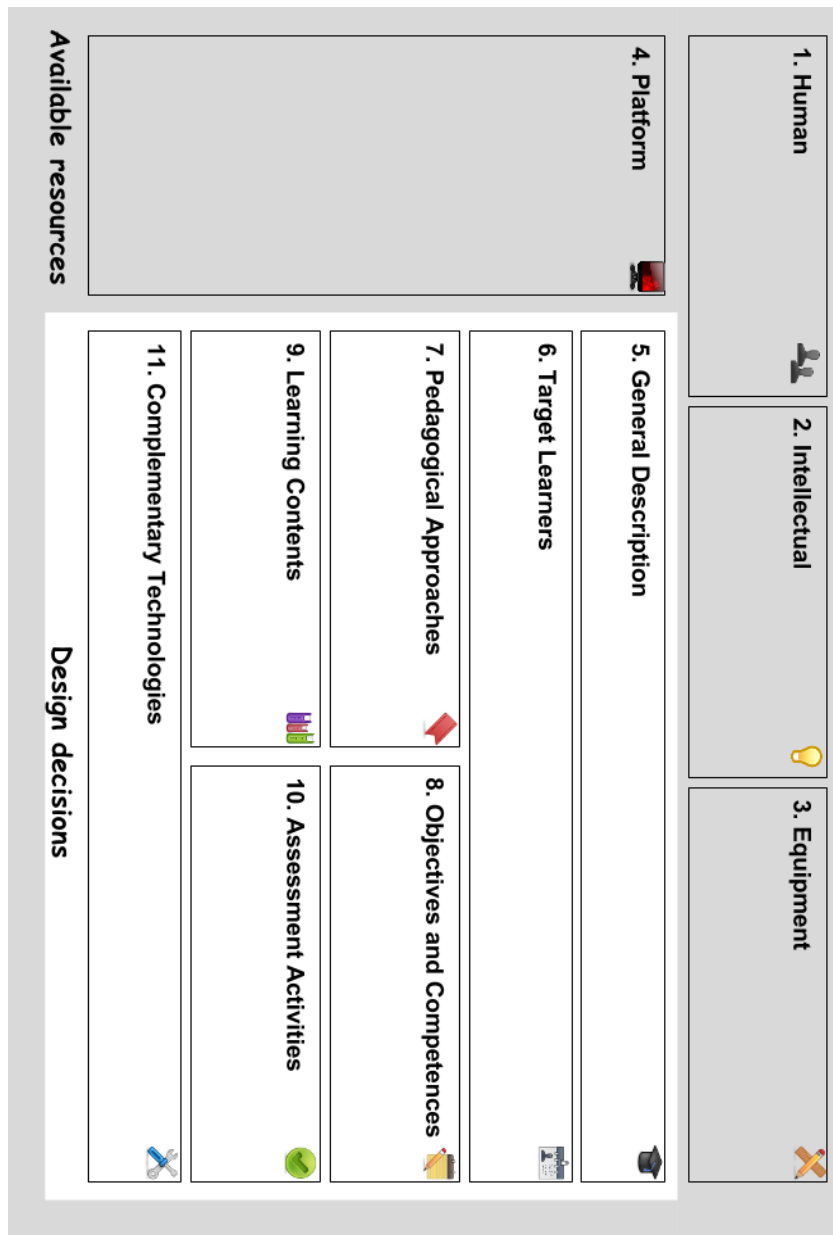 1. Human
2. Intellectual
3. Equipment
4. Platform
5. General Description
6. Target Learners
7. Pedagogical Approaches
8. Objectives and Competences
9. Learning Contents
10. Assessment Activities
11. Complementary Technologies
Available resources
Design decisions